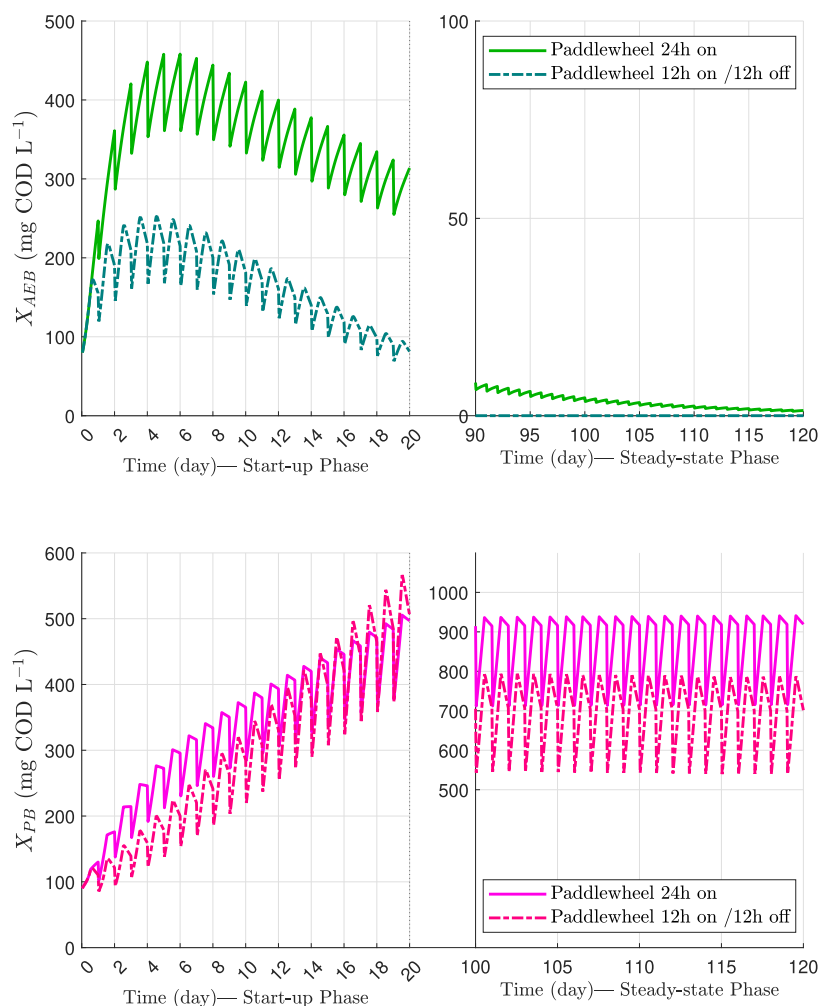 500
400
300
200
100
0
X_AEB (mg COD L⁻¹)
0 2 4 6 8 10 12 14 16 18 20
Time (day)— Start-up Phase
100
50
0
Paddlewheel 24h on
Paddlewheel 12h on /12h off
90 95 100 105 110 115 120
Time (day)— Steady-state Phase
600
500
400
300
200
100
0
X_PB (mg COD L⁻¹)
0 2 4 6 8 10 12 14 16 18 20
Time (day)— Start-up Phase
1000
900
800
700
600
500
Paddlewheel 24h on
Paddlewheel 12h on /12h off
100 105 110 115 120
Time (day)— Steady-state Phase